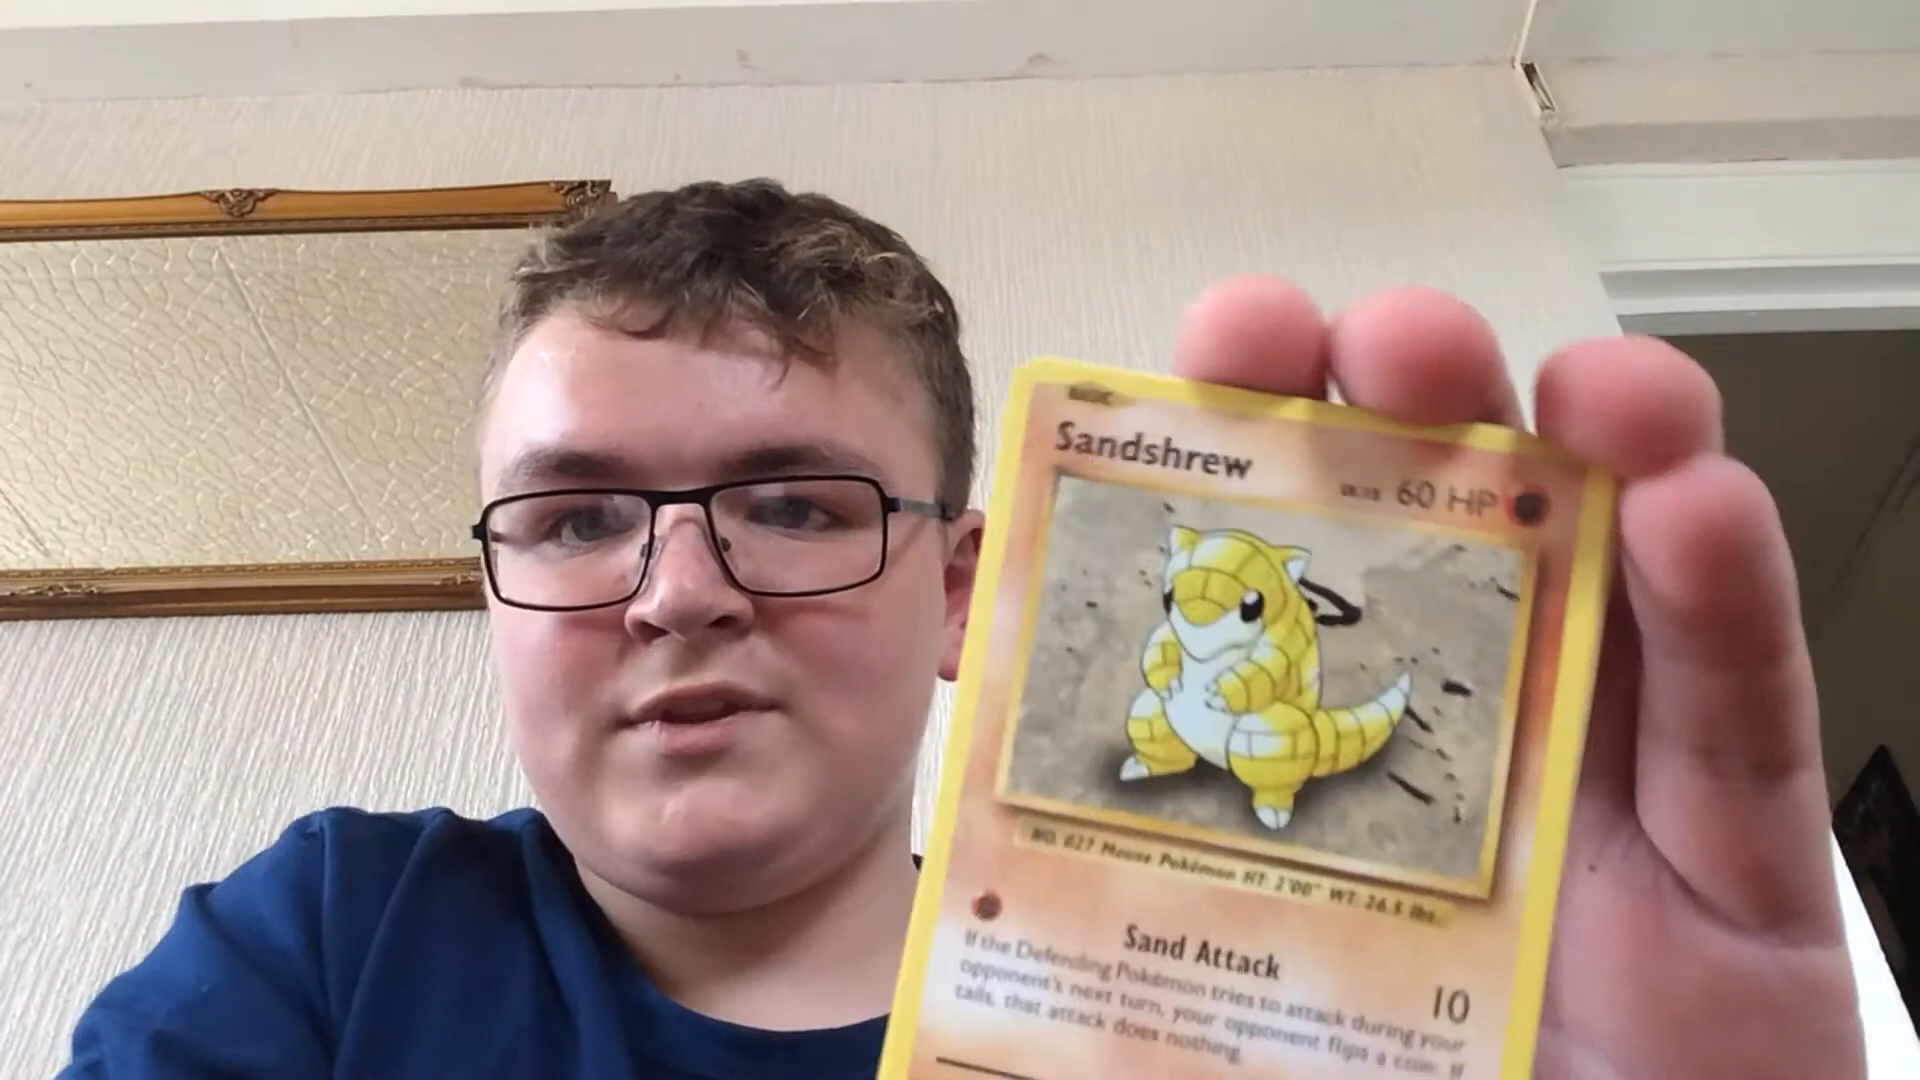 BASIC
Sandshrew
60 HP
NO. 027 Mouse Pokémon HT: 2'00" WT: 26.5 lbs.
Sand Attack
10
If the Defending Pokémon tries to attack during your
opponent's next turn, your opponent flips a coin. If
tails, that attack does nothing.